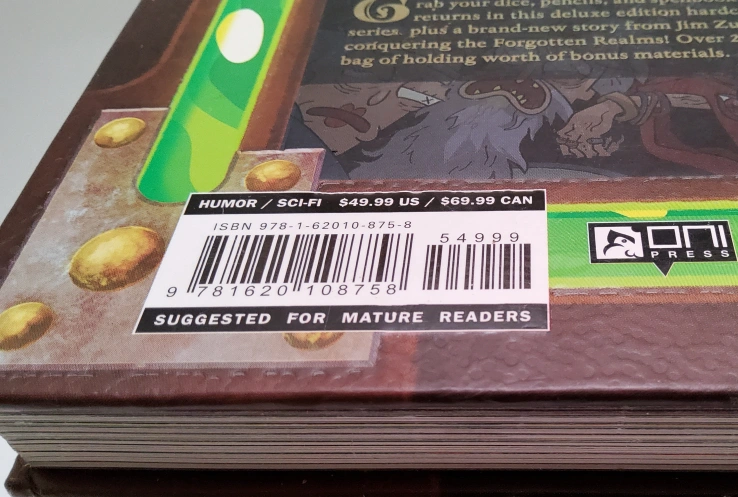 Grab your dice, pencils, and
returns in this deluxe edition
series, plus a brand-new story from Jim
conquering the Forgotten Realms! Over
bag of holding worth of bonus materials.
HUMOR / SCI-FI $49.99 US / $69.99 CAN
ISBN 978-1-62010-875-8
54999
9 781620 108758
SUGGESTED FOR MATURE READERS
ONI
PRESS